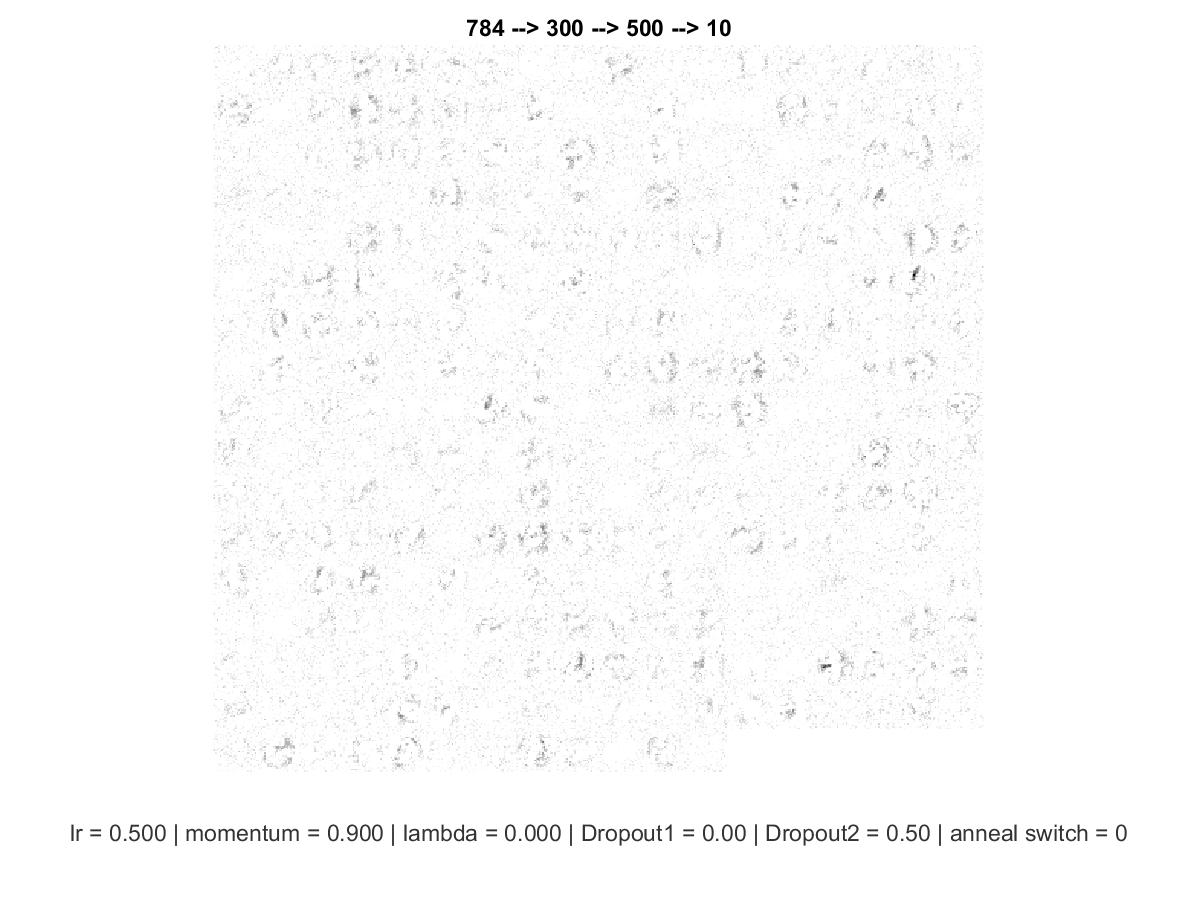 784 --> 300 --> 500 --> 10
lr = 0.500 | momentum = 0.900 | lambda = 0.000 | Dropout1 = 0.00 | Dropout2 = 0.50 | anneal switch = 0